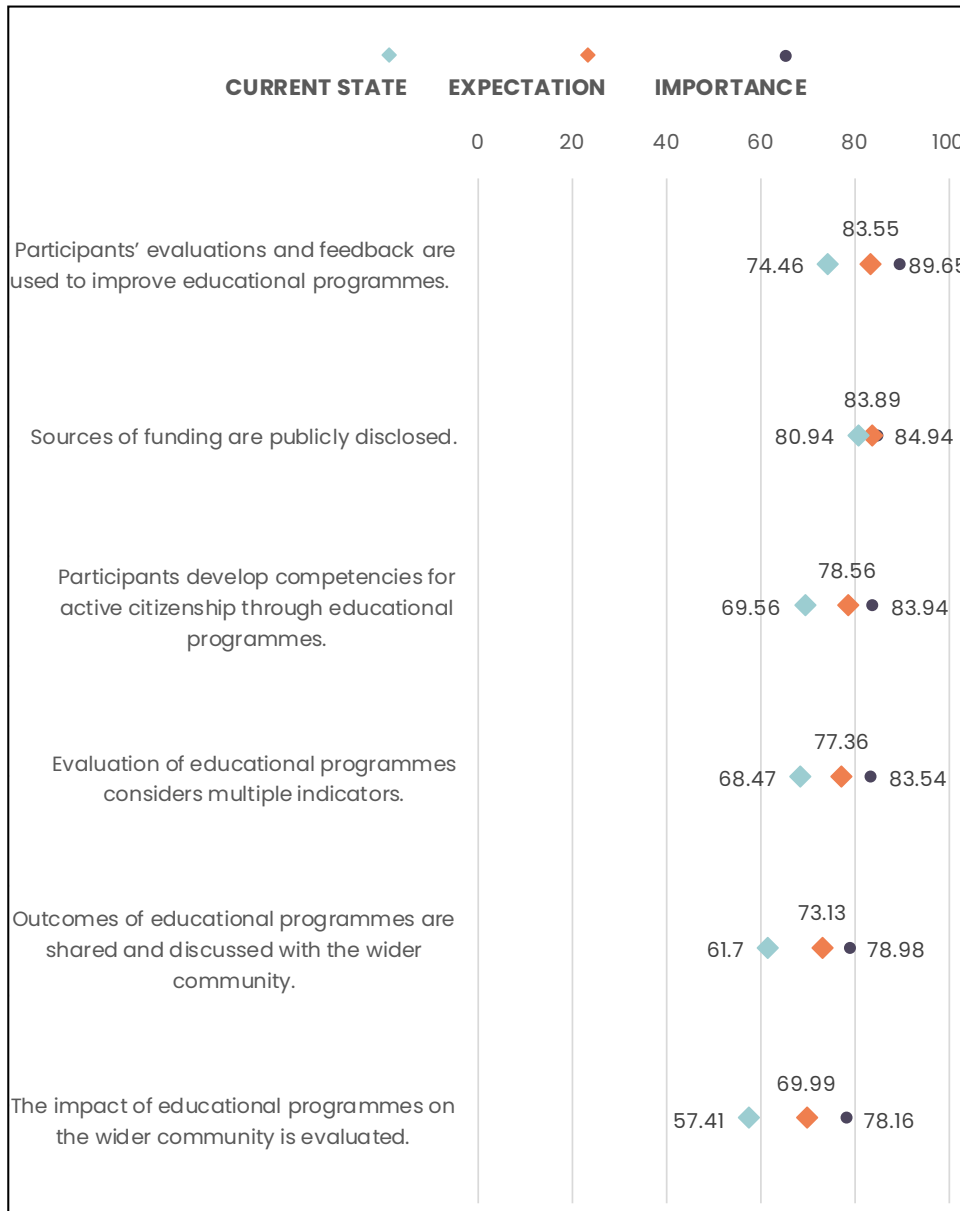 CURRENT STATE EXPECTATION IMPORTANCE
0 20 40 60 80 100
83.55
Participants’ evaluations and feedback are
used to improve educational programmes.
74.46 89.65
83.89
Sources of funding are publicly disclosed.
80.94 84.94
Participants develop competencies for
active citizenship through educational
programmes.
78.56
69.56 83.94
77.36
Evaluation of educational programmes
considers multiple indicators.
68.47 83.54
Outcomes of educational programmes are
shared and discussed with the wider
community.
73.13
61.7 78.98
69.99
The impact of educational programmes on
the wider community is evaluated.
57.41 78.16